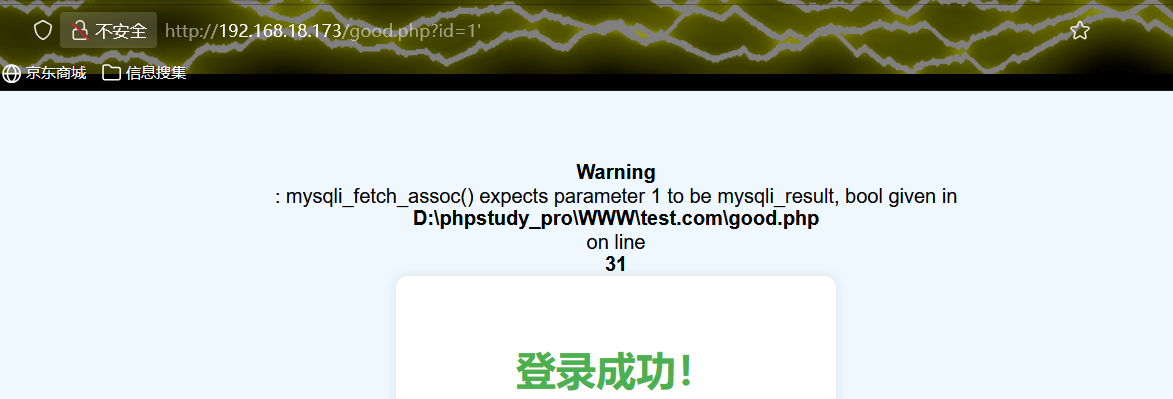 不安全 http://192.168.18.173/good.php?id=1'
京东商城 信息搜集
Warning
: mysqli_fetch_assoc() expects parameter 1 to be mysqli_result, bool given in
D:\phpstudy_pro\WWW\test.com\good.php
on line
31
登录成功！